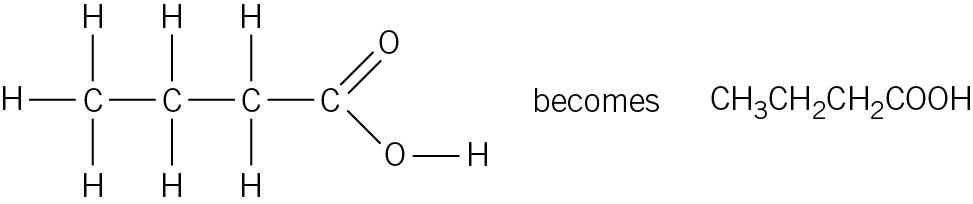 H H H O
H C C C C becomes CH₃CH₂CH₂COOH
O H
H H H